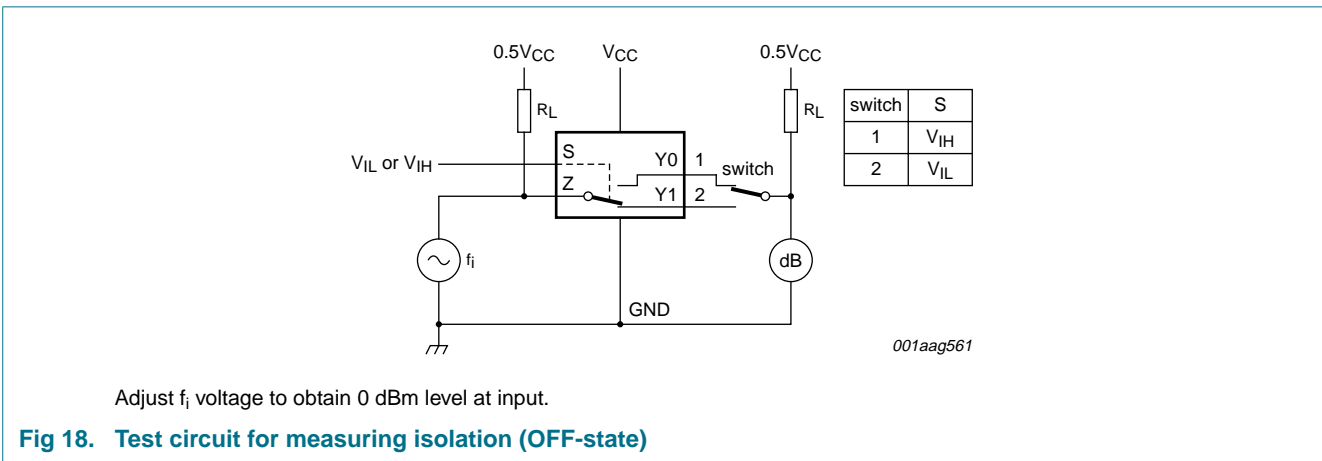 0.5VCC VCC 0.5VCC
RL RL
switch S
1 VIH
2 VIL
VIL or VIH
S Y0 1 switch
Z Y1 2
fi dB
GND
001aag561
Adjust fi voltage to obtain 0 dBm level at input.
Fig 18. Test circuit for measuring isolation (OFF-state)